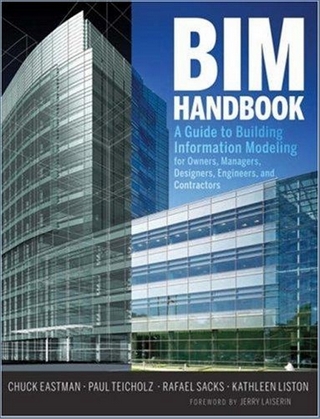 BIM
HANDBOOK
A Guide to Building
Information Modeling
for Owners, Managers,
Designers, Engineers, and
Contractors
CHUCK EASTMAN • PAUL TEICHOLZ • RAFAEL SACKS • KATHLEEN LISTON
FOREWORD BY JERRY LAISERIN